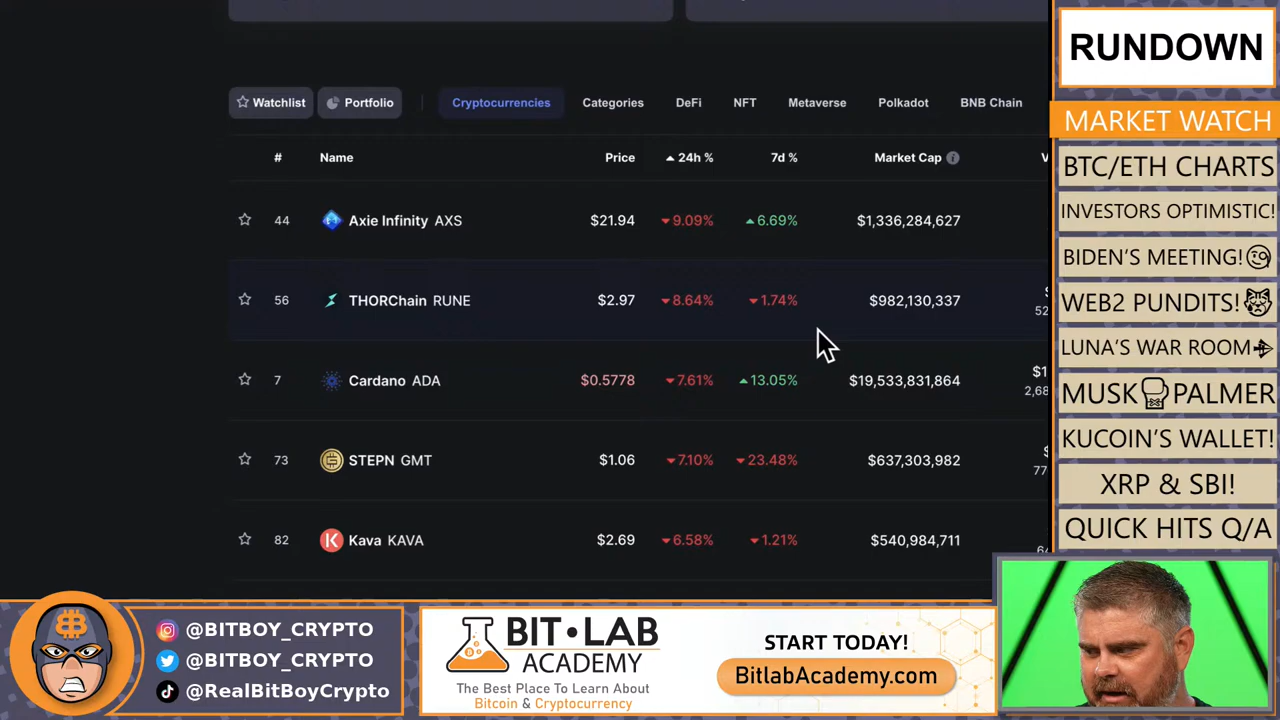 RUNDOWN
MARKET WATCH
BTC/ETH CHARTS
INVESTORS OPTIMISTIC!
BIDEN'S MEETING!🧐
WEB2 PUNDITS!😿
LUNA'S WAR ROOM
MUSK🥊PALMER
KUCOIN'S WALLET!
XRP & SBI!
QUICK HITS Q/A
Watchlist Portfolio Cryptocurrencies Categories DeFi NFT Metaverse Polkadot BNB Chain
# Name Price ▲ 24h % 7d % Market Cap
44 Axie Infinity AXS $21.94 ▼9.09% ▲6.69% $1,336,284,627
56 THORChain RUNE $2.97 ▼8.64% ▼1.74% $982,130,337
7 Cardano ADA $0.5778 ▼7.61% ▲13.05% $19,533,831,864
73 STEPN GMT $1.06 ▼7.10% ▼23.48% $637,303,982
82 Kava KAVA $2.69 ▼6.58% ▼1.21% $540,984,711
@BITBOY_CRYPTO
@BITBOY_CRYPTO
@RealBitBoyCrypto
BIT•LAB
ACADEMY
The Best Place To Learn About
Bitcoin & Cryptocurrency
START TODAY!
BitlabAcademy.com